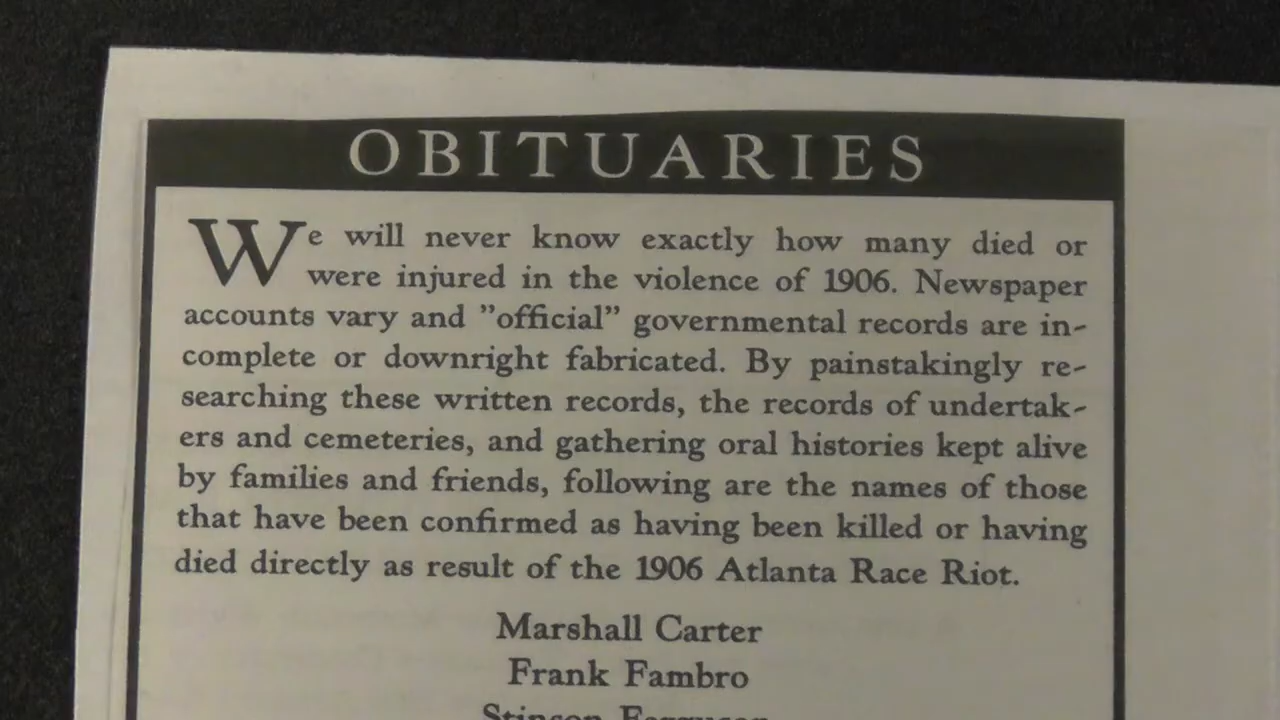 OBITUARIES
We will never know exactly how many died or
were injured in the violence of 1906. Newspaper
accounts vary and ”official” governmental records are in-
complete or downright fabricated. By painstakingly re-
searching these written records, the records of undertak-
ers and cemeteries, and gathering oral histories kept alive
by families and friends, following are the names of those
that have been confirmed as having been killed or having
died directly as result of the 1906 Atlanta Race Riot.
Marshall Carter
Frank Fambro
Stinson Ferguson